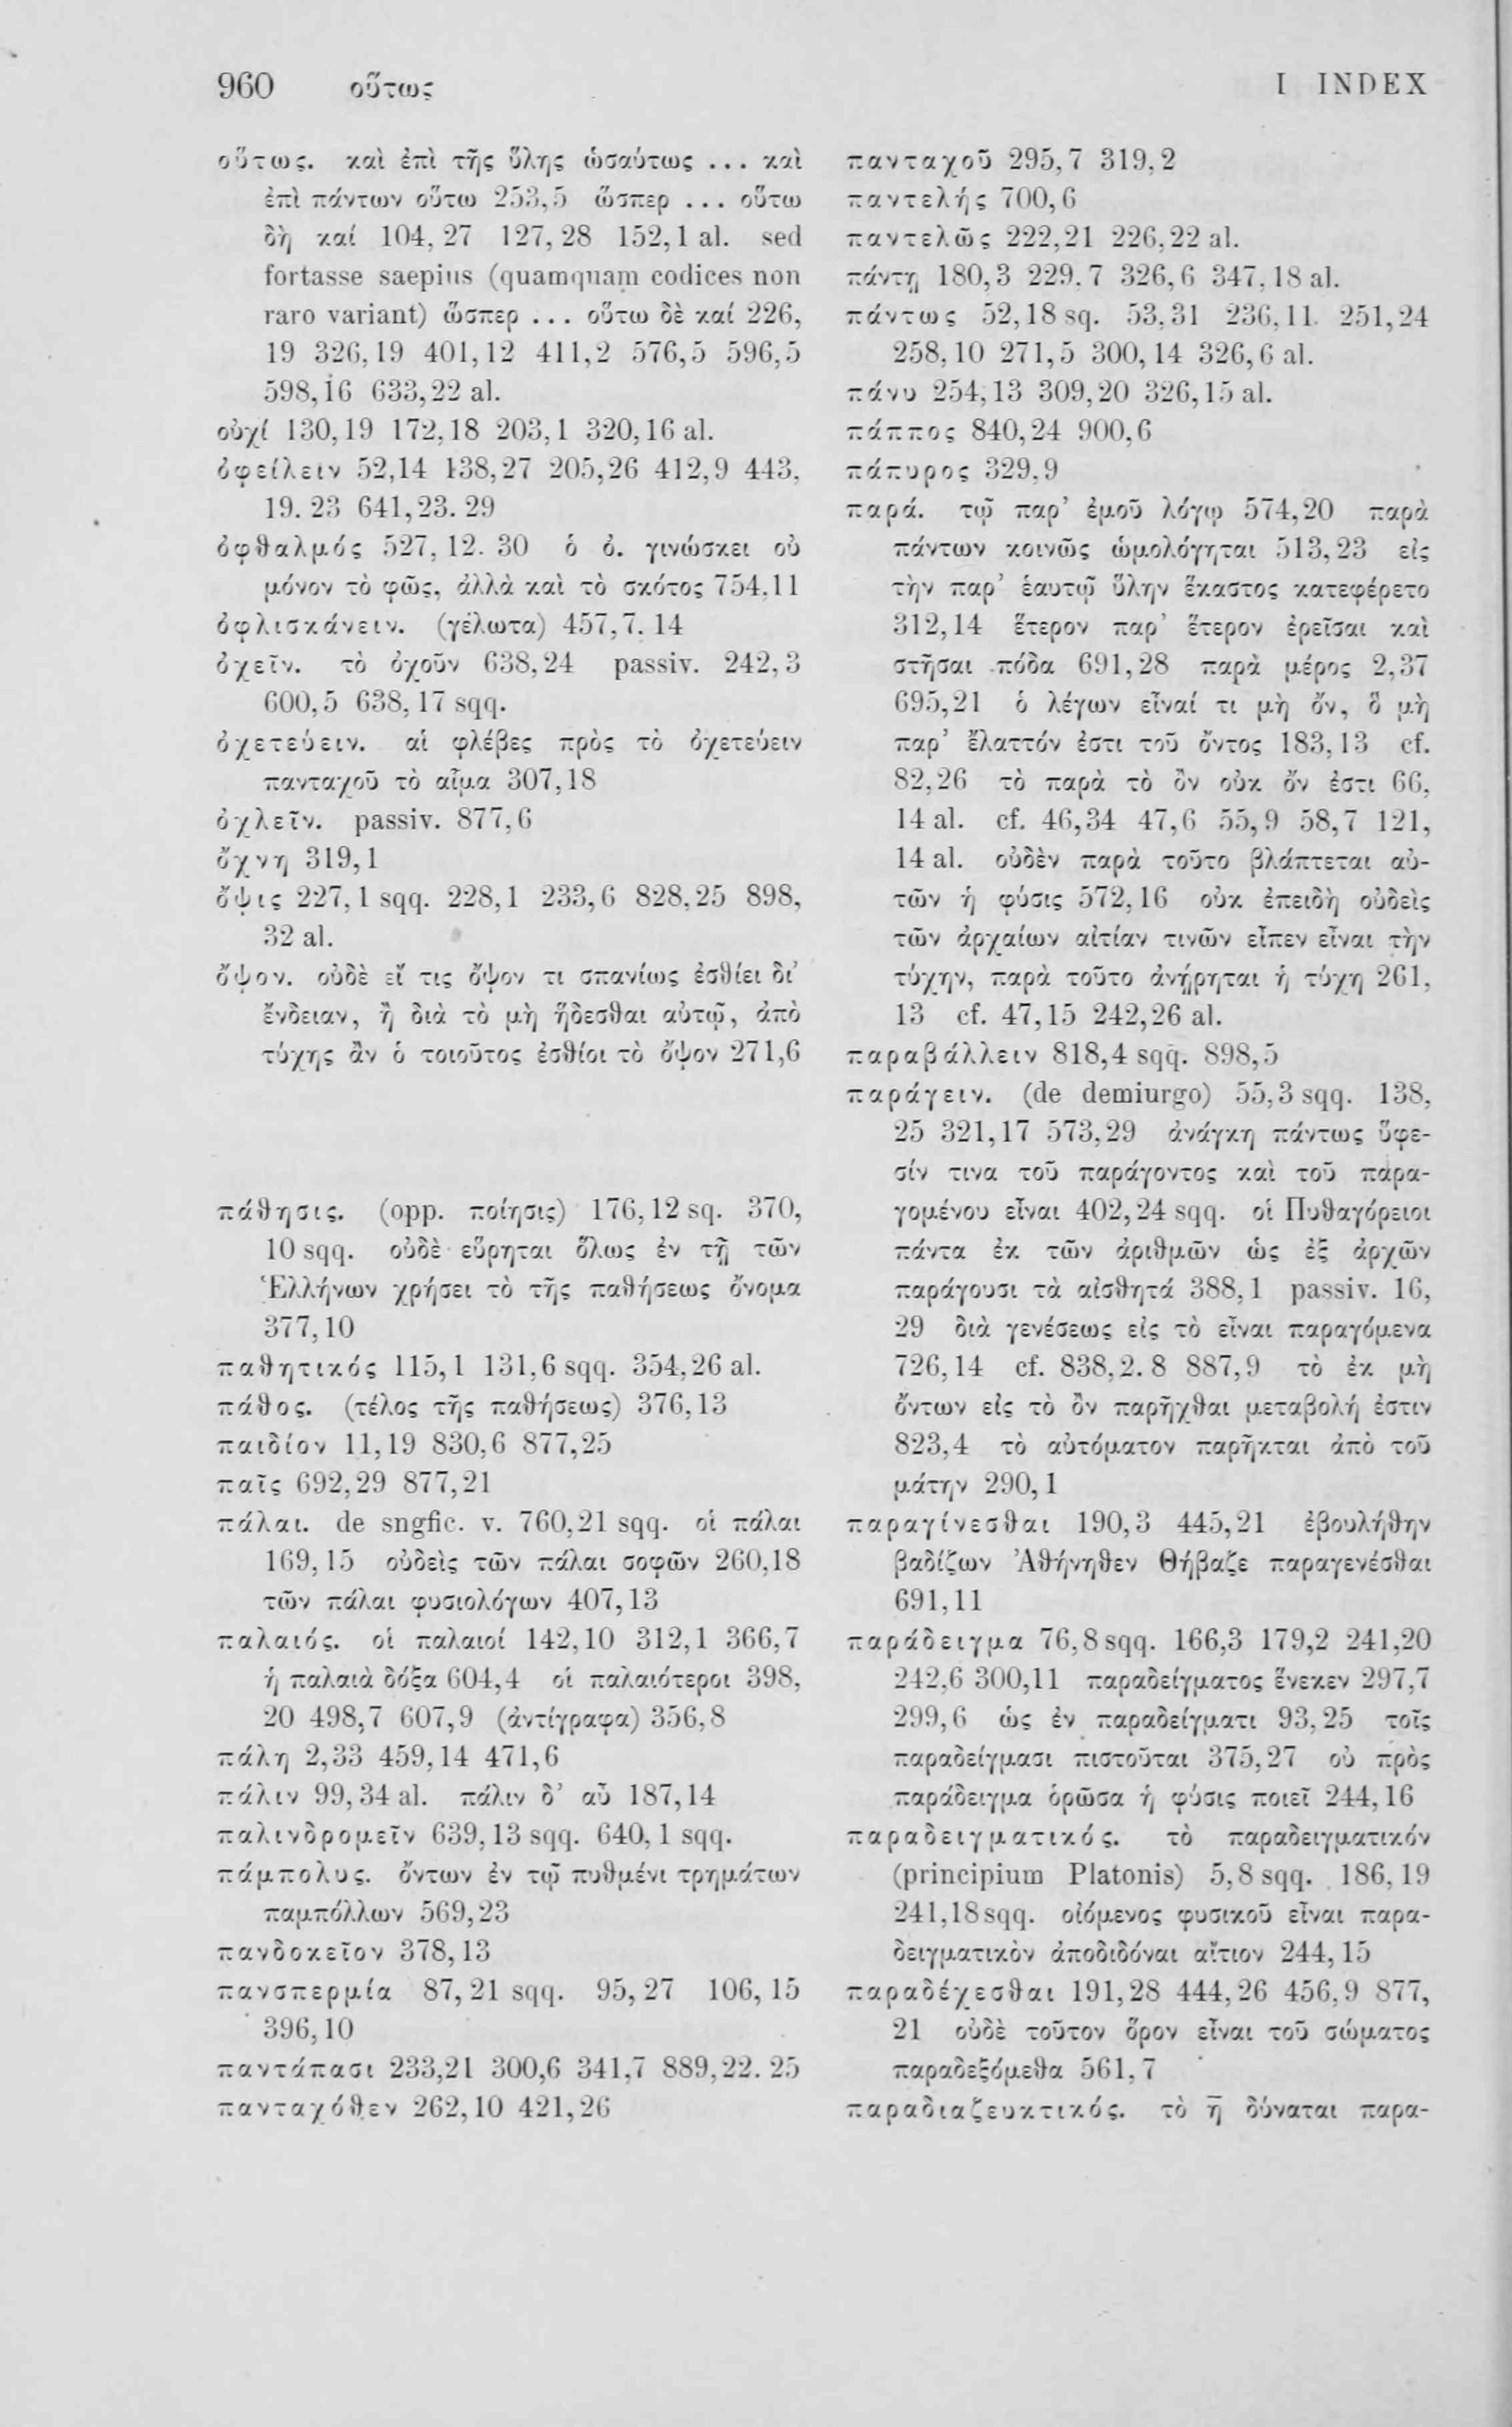 960 οὕτως I INDEX
οὕτως. καὶ ἐπὶ τῆς ὕλης ὡσαύτως ... καὶ
ἐπὶ πάντων οὕτω 253,5 ὥσπερ ... οὕτω
δὴ καί 104,27 127,28 152,1 al. sed
fortasse saepius (quamquam codices non
raro variant) ὥσπερ ... οὕτω δὲ καί 226,
19 326,19 401,12 411,2 576,5 596,5
598,16 633,22 al.
οὐχί 130,19 172,18 203,1 320,16 al.
ὀφείλειν 52,14 138,27 205,26 412,9 443,
19. 23 641,23. 29
ὀφθαλμός 527,12. 30 ὁ ὀ. γινώσκει οὐ
μόνον τὸ φῶς, ἀλλὰ καὶ τὸ σκότος 754,11
ὀφλισκάνειν. (γέλωτα) 457,7. 14
ὀχεῖν. τὸ ὀχοῦν 638,24 passiv. 242,3
600,5 638,17 sqq.
ὀχετεύειν. αἱ φλέβες πρὸς τὸ ὀχετεύειν
πανταχοῦ τὸ αἷμα 307,18
ὀχλεῖν. passiv. 877,6
ὄχνη 319,1
ὄψις 227,1 sqq. 228,1 233,6 828,25 898,
32 al.
ὄψον. οὐδὲ εἴ τις ὄψον τι σπανίως ἐσθίει δι’
ἔνδειαν, ἢ διὰ τὸ μὴ ἥδεσθαι αὐτῷ, ἀπὸ
τύχης ἂν ὁ τοιοῦτος ἐσθίοι τὸ ὄψον 271,6
πάθησις. (opp. ποίησις) 176,12 sq. 370,
10 sqq. οὐδὲ εὕρηται ὅλως ἐν τῇ τῶν
Ἑλλήνων χρήσει τὸ τῆς παθήσεως ὄνομα
377,10
παθητικός 115,1 131,6 sqq. 354,26 al.
πάθος. (τέλος τῆς παθήσεως) 376,13
παιδίον 11,19 830,6 877,25
παῖς 692,29 877,21
πάλαι. de sngfic. v. 760,21 sqq. οἱ πάλαι
169,15 οὐδεὶς τῶν πάλαι σοφῶν 260,18
τῶν πάλαι φυσιολόγων 407,13
παλαιός. οἱ παλαιοί 142,10 312,1 366,7
ἡ παλαιὰ δόξα 604,4 οἱ παλαιότεροι 398,
20 498,7 607,9 (ἀντίγραφα) 356,8
πάλη 2,33 459,14 471,6
πάλιν 99,34 al. πάλιν δ’ αὖ 187,14
παλινδρομεῖν 639,13 sqq. 640,1 sqq.
πάμπολυς. ὄντων ἐν τῷ πυθμένι τρημάτων
παμπόλλων 569,23
πανδοκεῖον 378,13
πανσπερμία 87,21 sqq. 95,27 106,15
396,10
παντάπασι 233,21 300,6 341,7 889,22. 25
πανταχόθεν 262,10 421,26
πανταχοῦ 295,7 319,2
παντελής 700,6
παντελῶς 222,21 226,22 al.
πάντῃ 180,3 229,7 326,6 347,18 al.
πάντως 52,18 sq. 53,31 236,11 251,24
258,10 271,5 300,14 326,6 al.
πάνυ 254,13 309,20 326,15 al.
πάππος 840,24 900,6
πάπυρος 329,9
παρά. τῷ παρ’ ἐμοῦ λόγῳ 574,20 παρὰ
πάντων κοινῶς ὡμολόγηται 513,23 εἰς
τὴν παρ’ ἑαυτῷ ὕλην ἕκαστος κατεφέρετο
312,14 ἕτερον παρ’ ἕτερον ἐρεῖσαι καὶ
στῆσαι πόδα 691,28 παρὰ μέρος 2,37
695,21 ὁ λέγων εἶναί τι μὴ ὄν, ὃ μὴ
παρ’ ἔλαττόν ἐστι τοῦ ὄντος 183,13 cf.
82,26 τὸ παρὰ τὸ ὂν οὐκ ὄν ἐστι 66,
14 al. cf. 46,34 47,6 55,9 58,7 121,
14 al. οὐδὲν παρὰ τοῦτο βλάπτεται αὐ-
τῶν ἡ φύσις 572,16 οὐκ ἐπειδὴ οὐδεὶς
τῶν ἀρχαίων αἰτίαν τινῶν εἶπεν εἶναι τὴν
τύχην, παρὰ τοῦτο ἀνῄρηται ἡ τύχη 261,
13 cf. 47,15 242,26 al.
παραβάλλειν 818,4 sqq. 898,5
παράγειν. (de demiurgo) 55,3 sqq. 138,
25 321,17 573,29 ἀνάγκη πάντως ὕφε-
σίν τινα τοῦ παράγοντος καὶ τοῦ παρα-
γομένου εἶναι 402,24 sqq. οἱ Πυθαγόρειοι
πάντα ἐκ τῶν ἀριθμῶν ὡς ἐξ ἀρχῶν
παράγουσι τὰ αἰσθητά 388,1 passiv. 16,
29 διὰ γενέσεως εἰς τὸ εἶναι παραγόμενα
726,14 cf. 838,2. 8 887,9 τὸ ἐκ μὴ
ὄντων εἰς τὸ ὂν παρῆχθαι μεταβολή ἐστιν
823,4 τὸ αὐτόματον παρῆκται ἀπὸ τοῦ
μάτην 290,1
παραγίνεσθαι 190,3 445,21 ἐβουλήθην
βαδίζων Ἀθήνηθεν Θήβαζε παραγενέσθαι
691,11
παράδειγμα 76,8 sqq. 166,3 179,2 241,20
242,6 300,11 παραδείγματος ἕνεκεν 297,7
299,6 ὡς ἐν παραδείγματι 93,25 τοῖς
παραδείγμασι πιστοῦται 375,27 οὐ πρὸς
παράδειγμα ὁρῶσα ἡ φύσις ποιεῖ 244,16
παραδειγματικός. τὸ παραδειγματικόν
(principium Platonis) 5,8 sqq. 186,19
241,18 sqq. οἰόμενος φυσικοῦ εἶναι παρα-
δειγματικὸν ἀποδιδόναι αἴτιον 244,15
παραδέχεσθαι 191,28 444,26 456,9 877,
21 οὐδὲ τοῦτον ὅρον εἶναι τοῦ σώματος
παραδεξόμεθα 561,7
παραδιαζευκτικός. τὸ η̄ δύναται παρα-